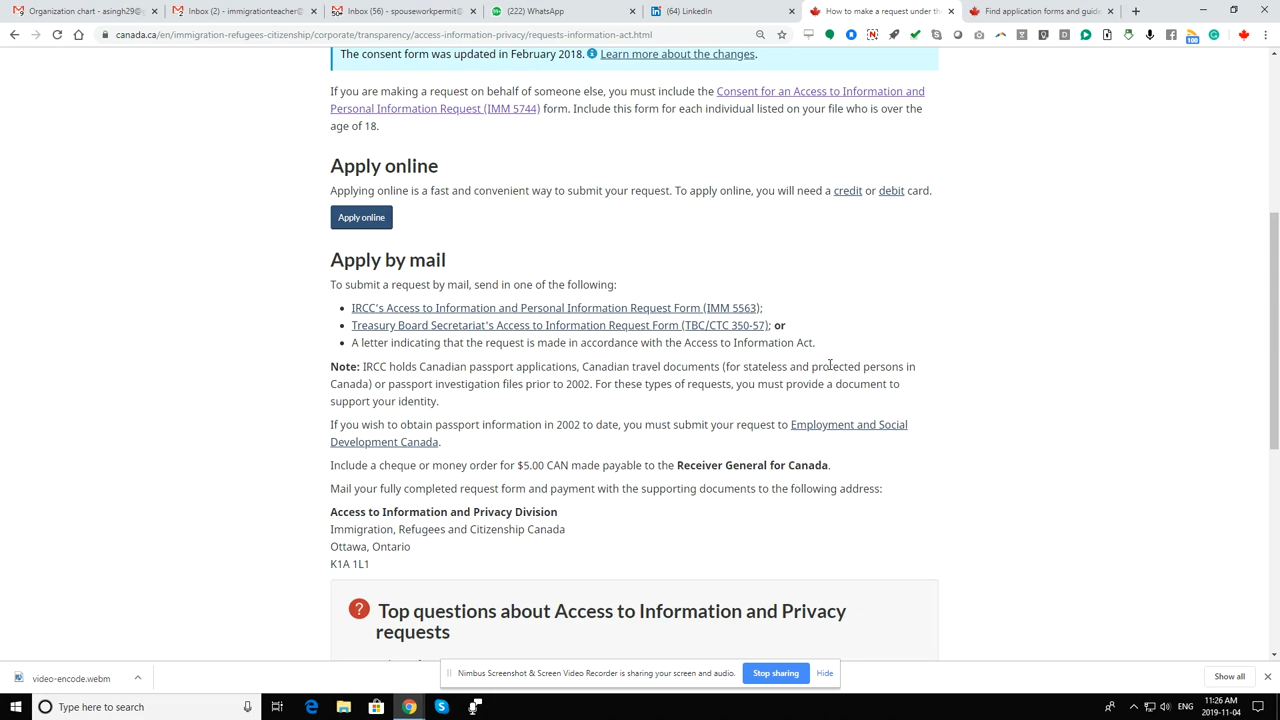 Organization chart - asingh29@g
Inbox (2) - immigrationteacher@
Inbox (56) - spouseworkpermit@
(222) WhatsApp
(64) LinkedIn
How to make a request under th
Find application forms and guide
canada.ca/en/immigration-refugees-citizenship/corporate/transparency/access-information-privacy/requests-information-act.html
The consent form was updated in February 2018. Learn more about the changes.
If you are making a request on behalf of someone else, you must include the Consent for an Access to Information and
Personal Information Request (IMM 5744) form. Include this form for each individual listed on your file who is over the
age of 18.
Apply online
Applying online is a fast and convenient way to submit your request. To apply online, you will need a credit or debit card.
Apply online
Apply by mail
To submit a request by mail, send in one of the following:
• IRCC's Access to Information and Personal Information Request Form (IMM 5563);
• Treasury Board Secretariat's Access to Information Request Form (TBC/CTC 350-57); or
• A letter indicating that the request is made in accordance with the Access to Information Act.
Note: IRCC holds Canadian passport applications, Canadian travel documents (for stateless and protected persons in
Canada) or passport investigation files prior to 2002. For these types of requests, you must provide a document to
support your identity.
If you wish to obtain passport information in 2002 to date, you must submit your request to Employment and Social
Development Canada.
Include a cheque or money order for $5.00 CAN made payable to the Receiver General for Canada.
Mail your fully completed request form and payment with the supporting documents to the following address:
Access to Information and Privacy Division
Immigration, Refugees and Citizenship Canada
Ottawa, Ontario
K1A 1L1
? Top questions about Access to Information and Privacy
requests
Nimbus Screenshot & Screen Video Recorder is sharing your screen and audio.
Stop sharing
Hide
video-encode.webm
Show all
Type here to search
ENG
11:26 AM
2019-11-04